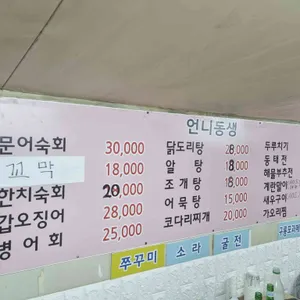 언니동생
문어숙회 30,000
꼬막 18,000
한치숙회 20,000
갑오징어 28,000
병어회 25,000
닭도리탕 28,000
알탕 18,000
조개탕 18,000
어묵탕 15,000
코다리찌개 20,000
두루치기
동태전
해물부추전
계란말이
새우구이
가오리찜
쭈꾸미 소라 굴전